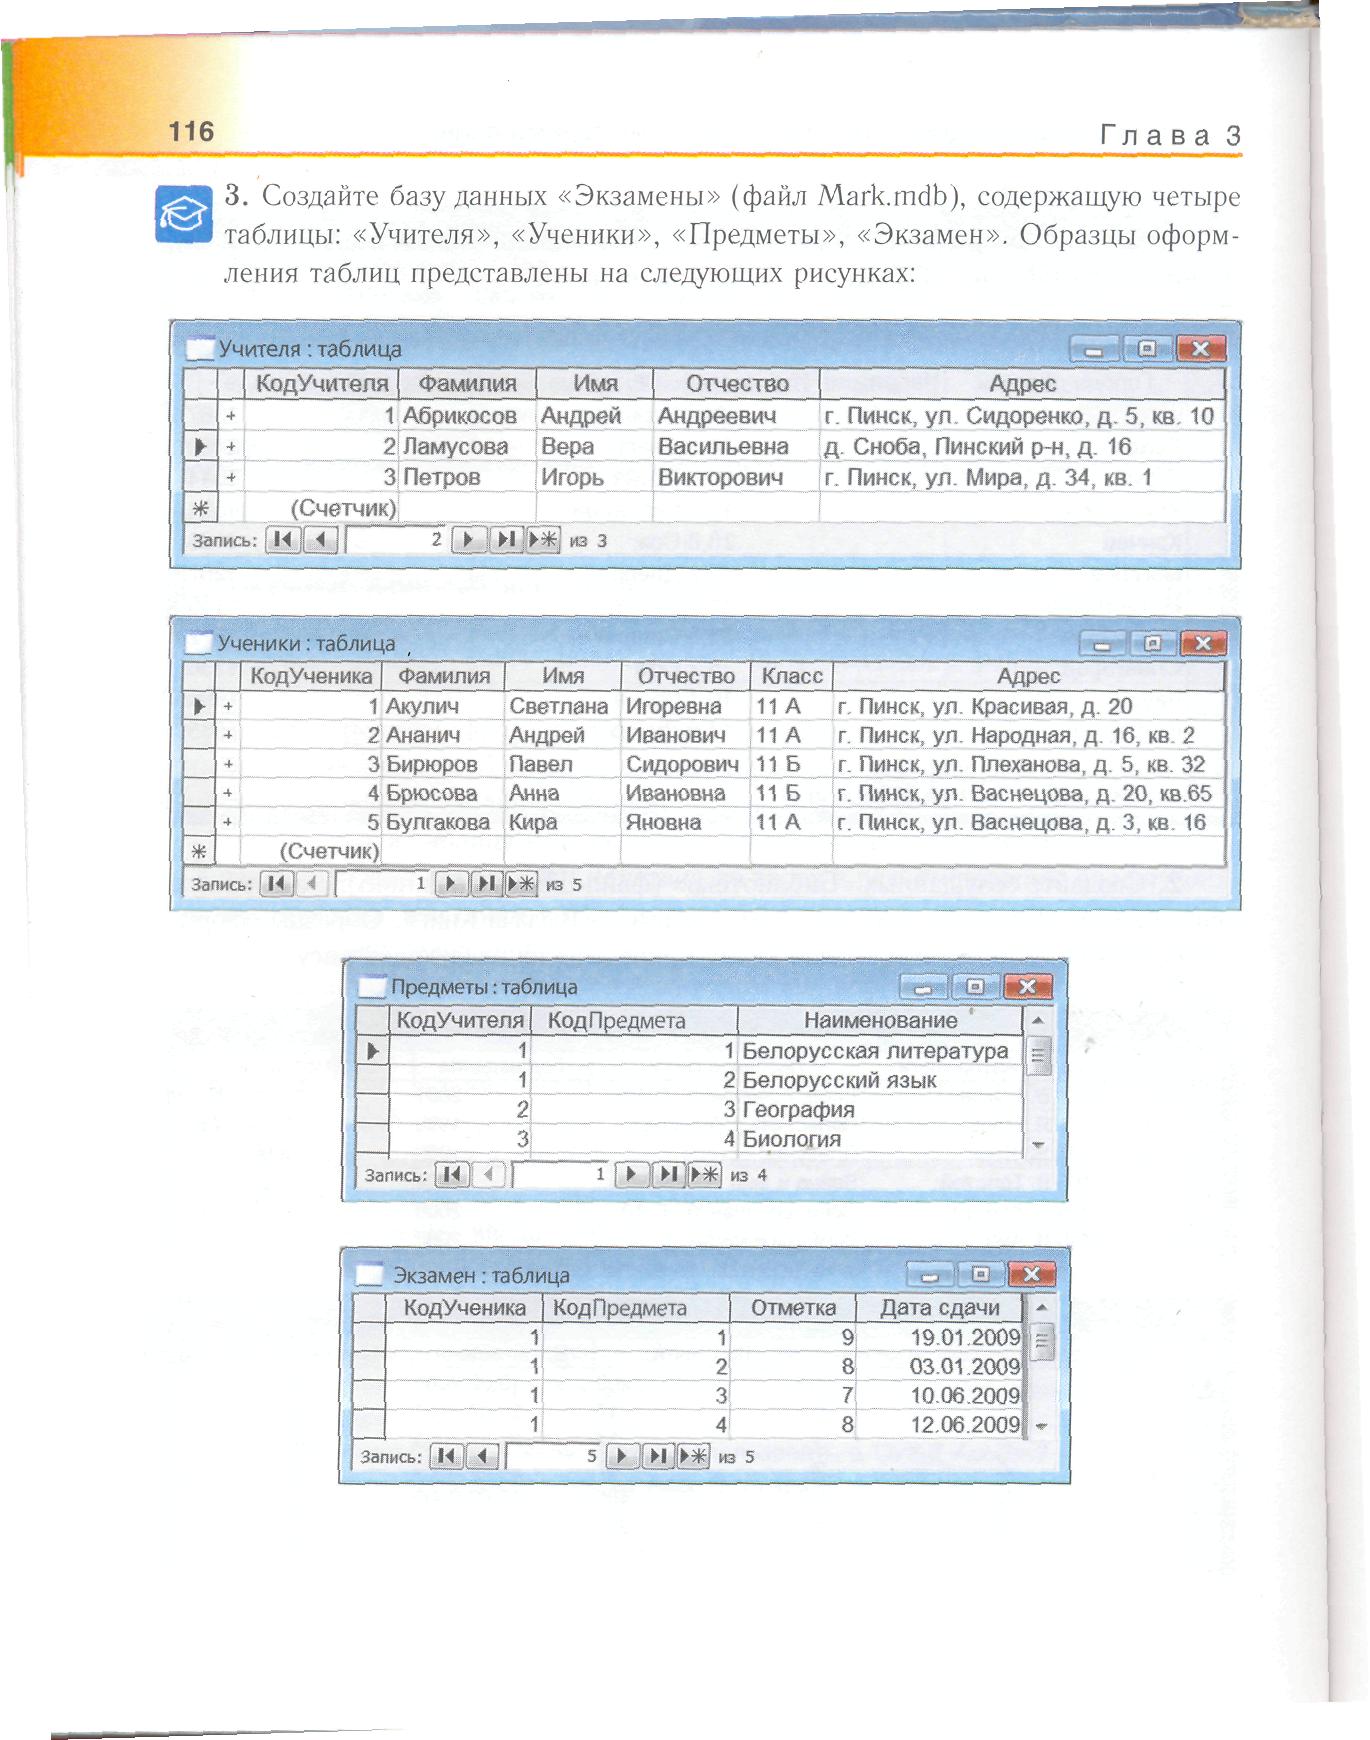 116
Глава 3
3. Создайте базу данных «Экзамены» (файл Mark.mdb), содержащую четыре
таблицы: «Учителя», «Ученики», «Предметы», «Экзамен». Образцы оформ-
ления таблиц представлены на следующих рисунках:
Учителя : таблица
КодУчителя Фамилия Имя Отчество Адрес
+ 1 Абрикосов Андрей Андреевич г. Пинск, ул. Сидоренко, д. 5, кв. 10
+ 2 Ламусова Вера Васильевна д. Сноба, Пинский р-н, д. 16
+ 3 Петров Игорь Викторович г. Пинск, ул. Мира, д. 34, кв. 1
(Счетчик)
Запись: 2 из 3
Ученики : таблица
КодУченика Фамилия Имя Отчество Класс Адрес
+ 1 Акулич Светлана Игоревна 11 А г. Пинск, ул. Красивая, д. 20
+ 2 Ананич Андрей Иванович 11 А г. Пинск, ул. Народная, д. 16, кв. 2
+ 3 Бирюров Павел Сидорович 11 Б г. Пинск, ул. Плеханова, д. 5, кв. 32
+ 4 Брюсова Анна Ивановна 11 Б г. Пинск, ул. Васнецова, д. 20, кв.65
+ 5 Булгакова Кира Яновна 11 А г. Пинск, ул. Васнецова, д. 3, кв. 16
(Счетчик)
Запись: 1 из 5
Предметы : таблица
КодУчителя КодПредмета Наименование
1 1 Белорусская литература
1 2 Белорусский язык
2 3 География
3 4 Биология
Запись: 1 из 4
Экзамен : таблица
КодУченика КодПредмета Отметка Дата сдачи
1 1 9 19.01.2009
1 2 8 03.01.2009
1 3 7 10.06.2009
1 4 8 12.06.2009
Запись: 5 из 5